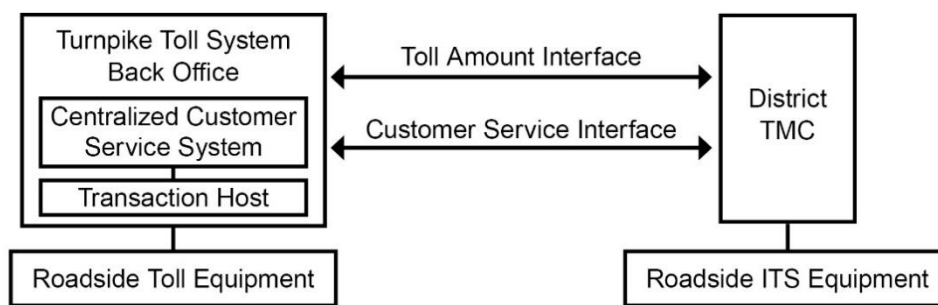 Turnpike Toll System
Back Office
Centralized Customer
Service System
Transaction Host
Roadside Toll Equipment
Toll Amount Interface
Customer Service Interface
District
TMC
Roadside ITS Equipment